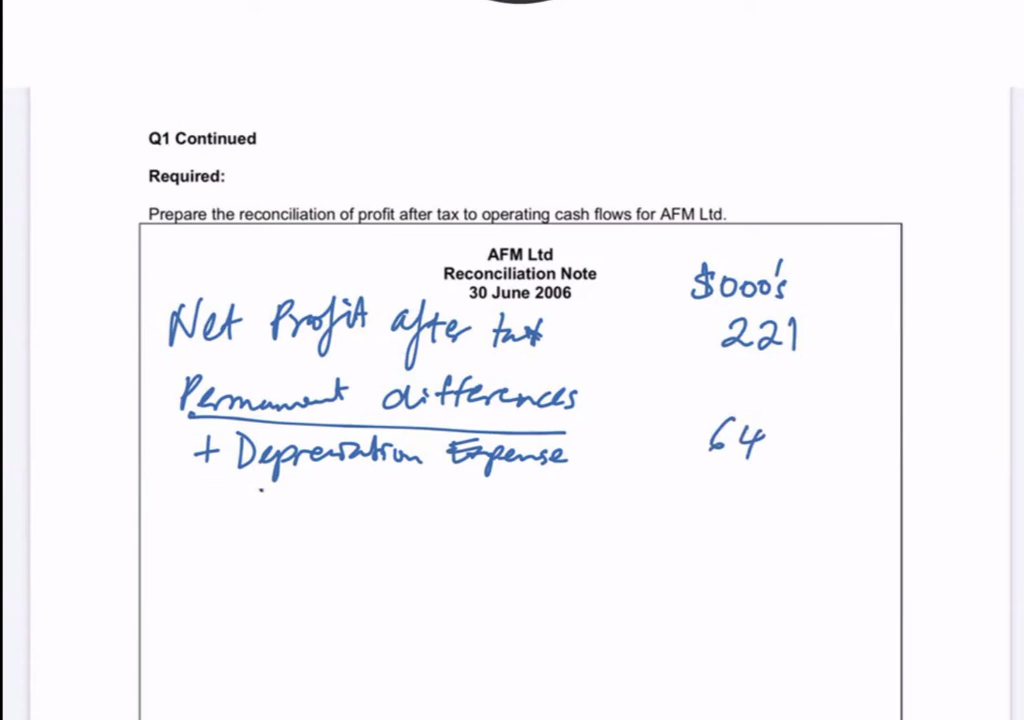 Q1 Continued
Required:
Prepare the reconciliation of profit after tax to operating cash flows for AFM Ltd.
AFM Ltd
Reconciliation Note
30 June 2006
$000's
Net Profit after tax 221
Permanent differences
+ Depreciation Expense 64